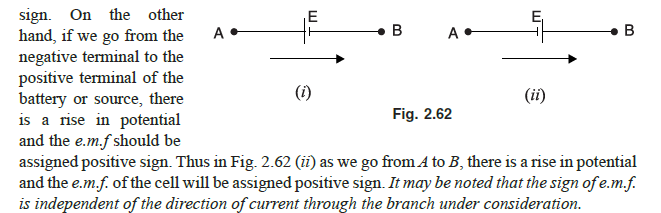 sign. On the other
hand, if we go from the
negative terminal to the
positive terminal of the
battery or source, there
is a rise in potential
and the e.m.f should be
A E B
A E B
(i)
(ii)
Fig. 2.62
assigned positive sign. Thus in Fig. 2.62 (ii) as we go from A to B, there is a rise in potential
and the e.m.f. of the cell will be assigned positive sign. It may be noted that the sign of e.m.f.
is independent of the direction of current through the branch under consideration.